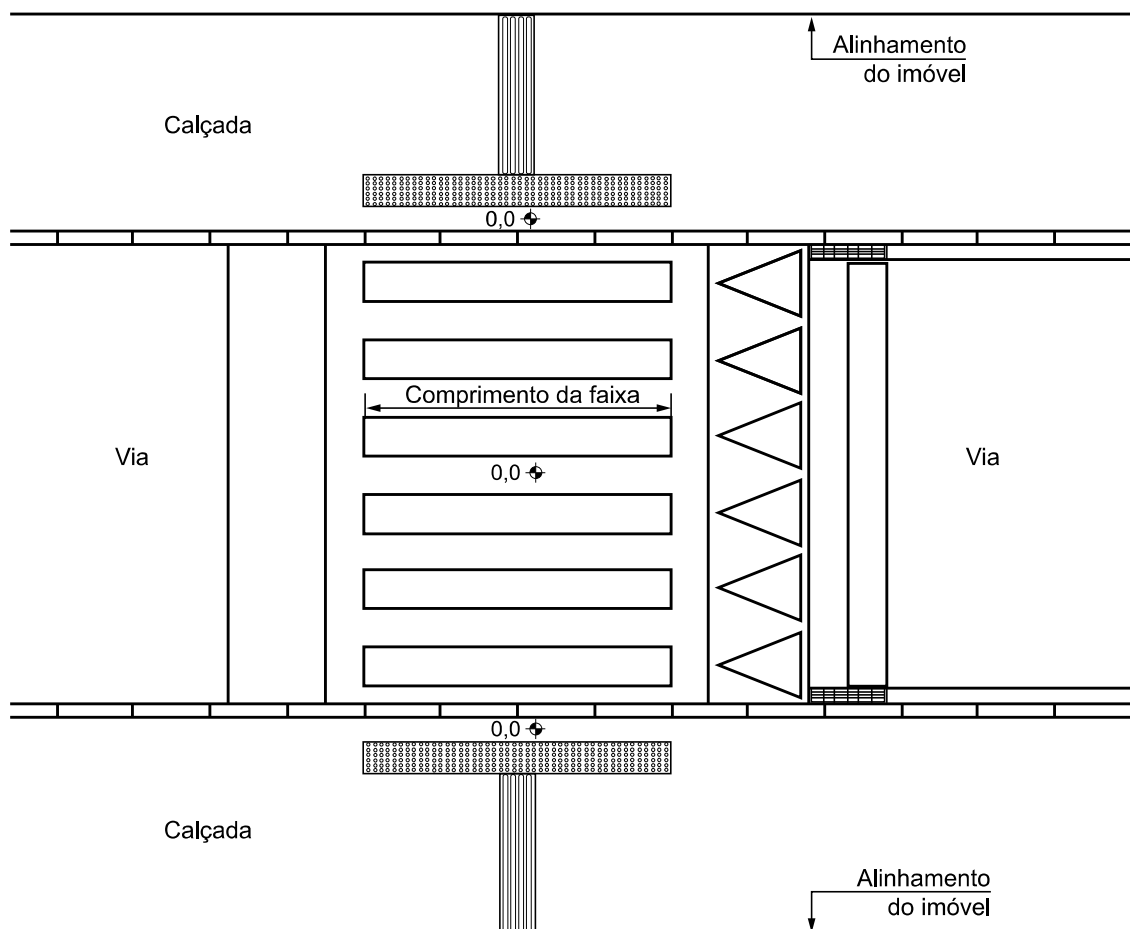 Alinhamento
do imóvel
Calçada
0,0
Comprimento da faixa
Via
0,0
Via
0,0
Calçada
Alinhamento
do imóvel